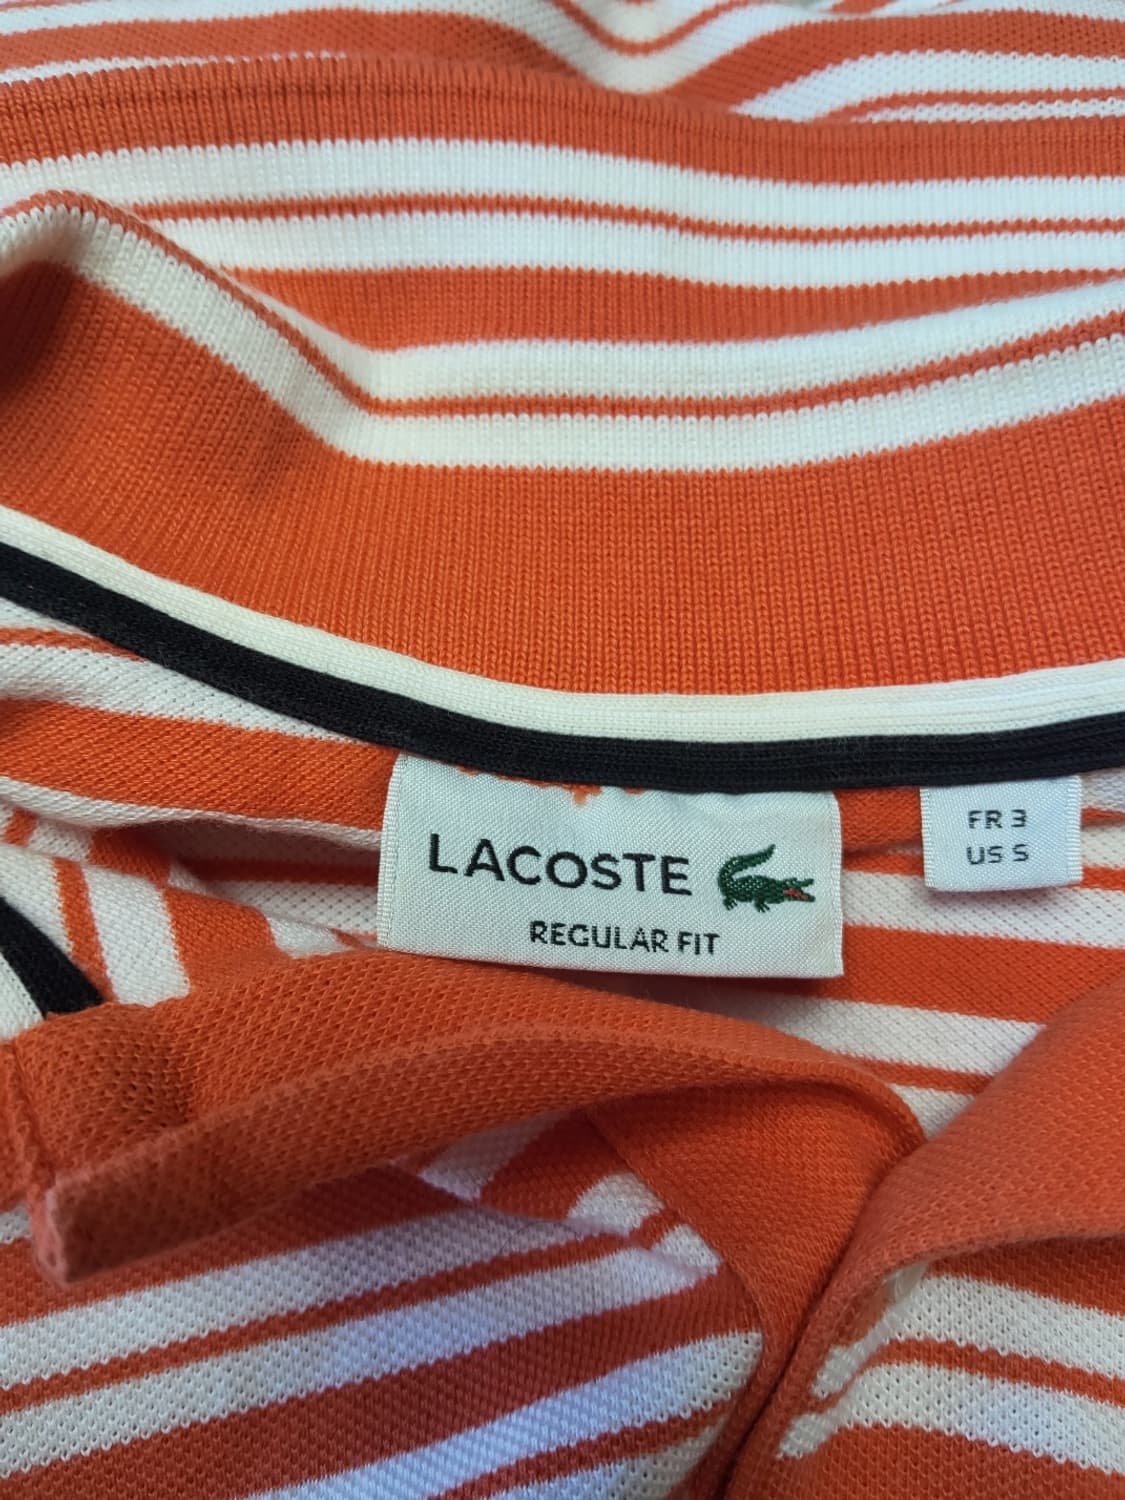 LACOSTE
REGULAR FIT
FR 3
US S